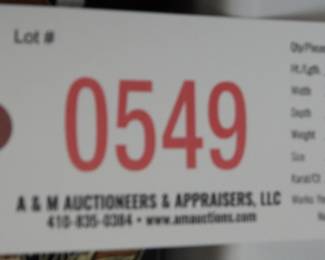 Lot #
0549
A & M AUCTIONEERS & APPRAISERS, LLC
410-835-0384 • www.amauctions.com
Width
Depth
Weight
Size